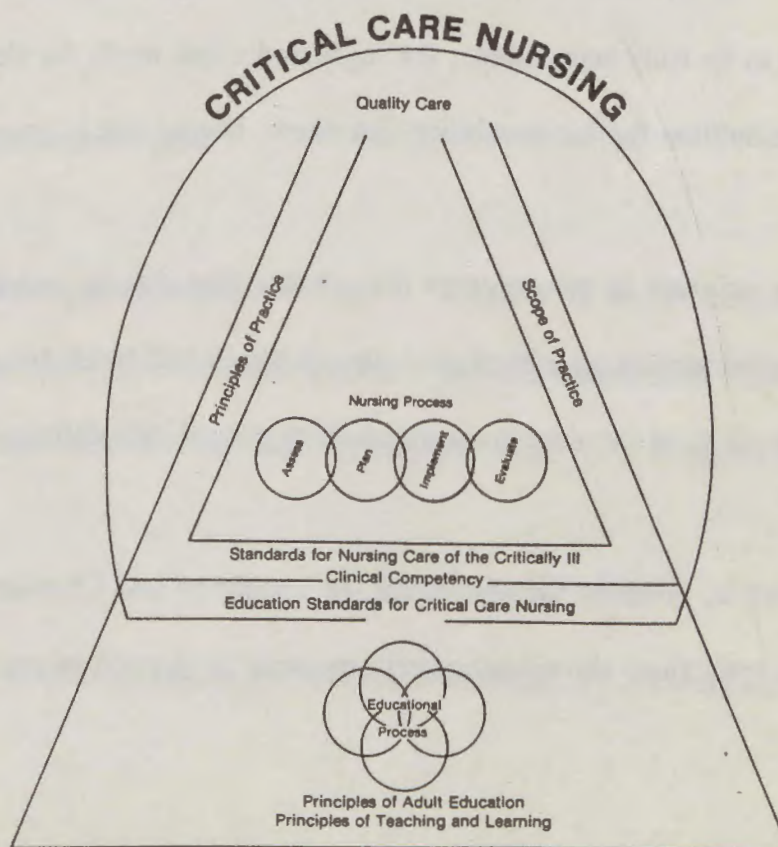 CRITICAL CARE NURSING
Quality Care
Principles of Practice
Scope of Practice
Nursing Process
Assess
Plan
Implement
Evaluate
Standards for Nursing Care of the Critically Ill
Clinical Competency
Education Standards for Critical Care Nursing
Educational
Process
Principles of Adult Education
Principles of Teaching and Learning